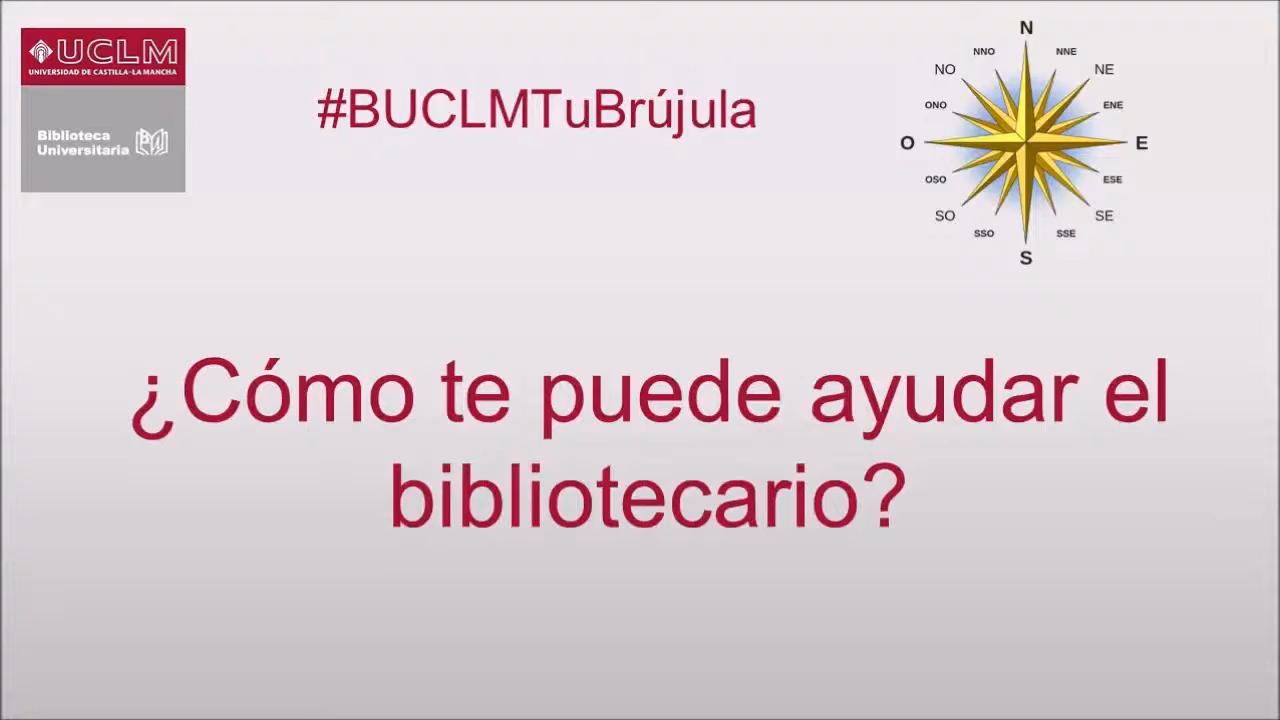 UCLM
UNIVERSIDAD DE CASTILLA-LA MANCHA
Biblioteca
Universitaria
#BUCLMTuBrújula
N
NNO
NNE
NO
NE
ONO
ENE
O
E
OSO
ESE
SO
SE
SSO
SSE
S
¿Cómo te puede ayudar el
bibliotecario?